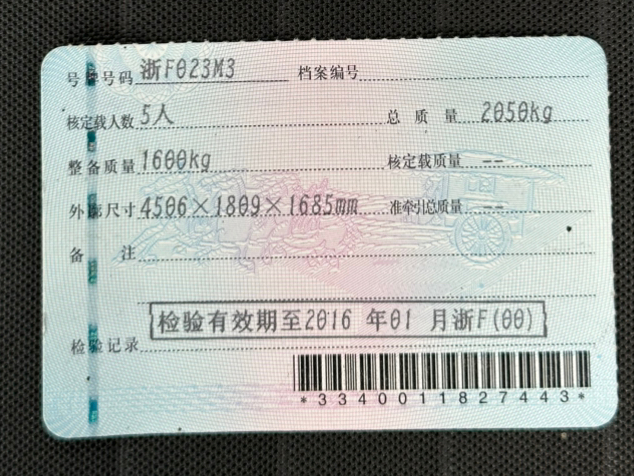 号牌号码 浙F023M3 档案编号
核定载人数 5人 总质量 2050kg
整备质量 1600kg 核定载质量 --
外廓尺寸 4506×1809×1685mm 准牵引总质量 --
备注
检验有效期至2016 年01 月浙F(00)
检验记录
*3340011827443*